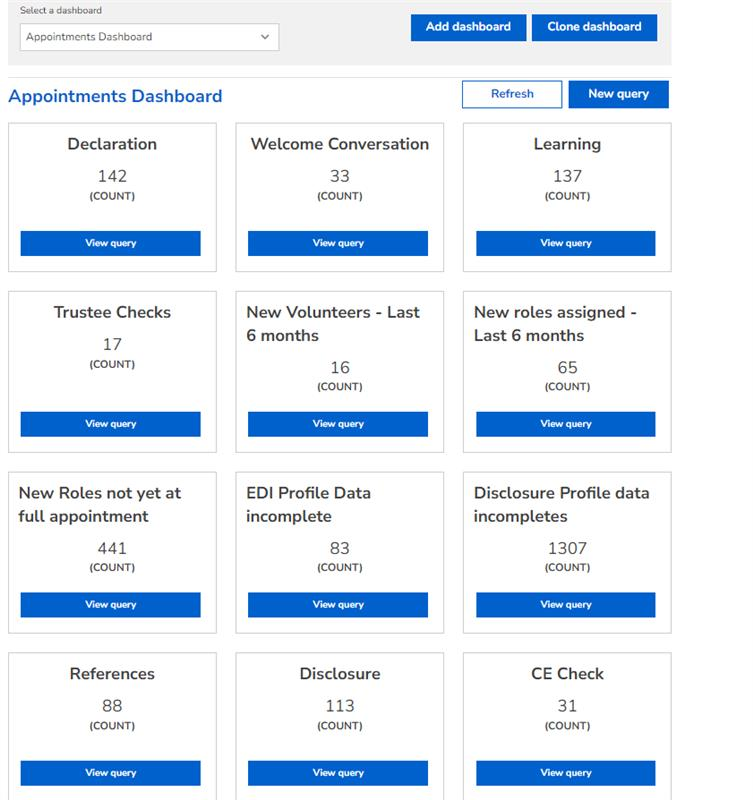 Select a dashboard
Appointments Dashboard
Add dashboard
Clone dashboard
Appointments Dashboard
Refresh
New query
Declaration
142
(COUNT)
View query
Welcome Conversation
33
(COUNT)
View query
Learning
137
(COUNT)
View query
Trustee Checks
17
(COUNT)
View query
New Volunteers - Last
6 months
16
(COUNT)
View query
New roles assigned -
Last 6 months
65
(COUNT)
View query
New Roles not yet at
full appointment
441
(COUNT)
View query
EDI Profile Data
incomplete
83
(COUNT)
View query
Disclosure Profile data
incompletes
1307
(COUNT)
View query
References
88
(COUNT)
View query
Disclosure
113
(COUNT)
View query
CE Check
31
(COUNT)
View query